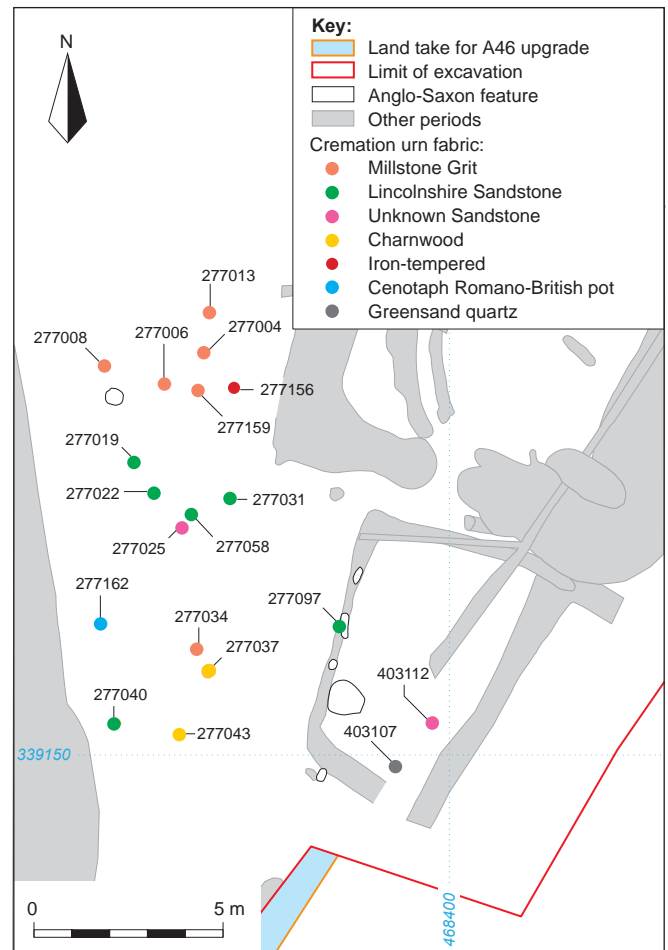 N
Key:
Land take for A46 upgrade
Limit of excavation
Anglo-Saxon feature
Other periods
Cremation urn fabric:
Millstone Grit
Lincolnshire Sandstone
Unknown Sandstone
Charnwood
Iron-tempered
Cenotaph Romano-British pot
Greensand quartz
277013
277004
277008
277006
277156
277159
277019
277022
277031
277025
277058
277162
277097
277034
277037
403112
277040
277043
403107
339150
468400
0 5 m